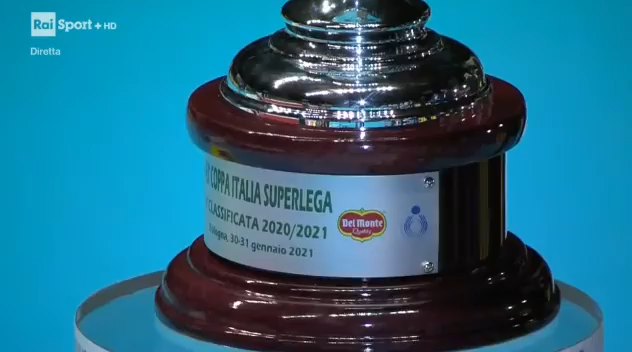 Rai Sport + HD
Diretta
COPPA ITALIA SUPERLEGA
CLASSIFICATA 2020/2021
30-31 gennaio 2021
Del Monte
Quality